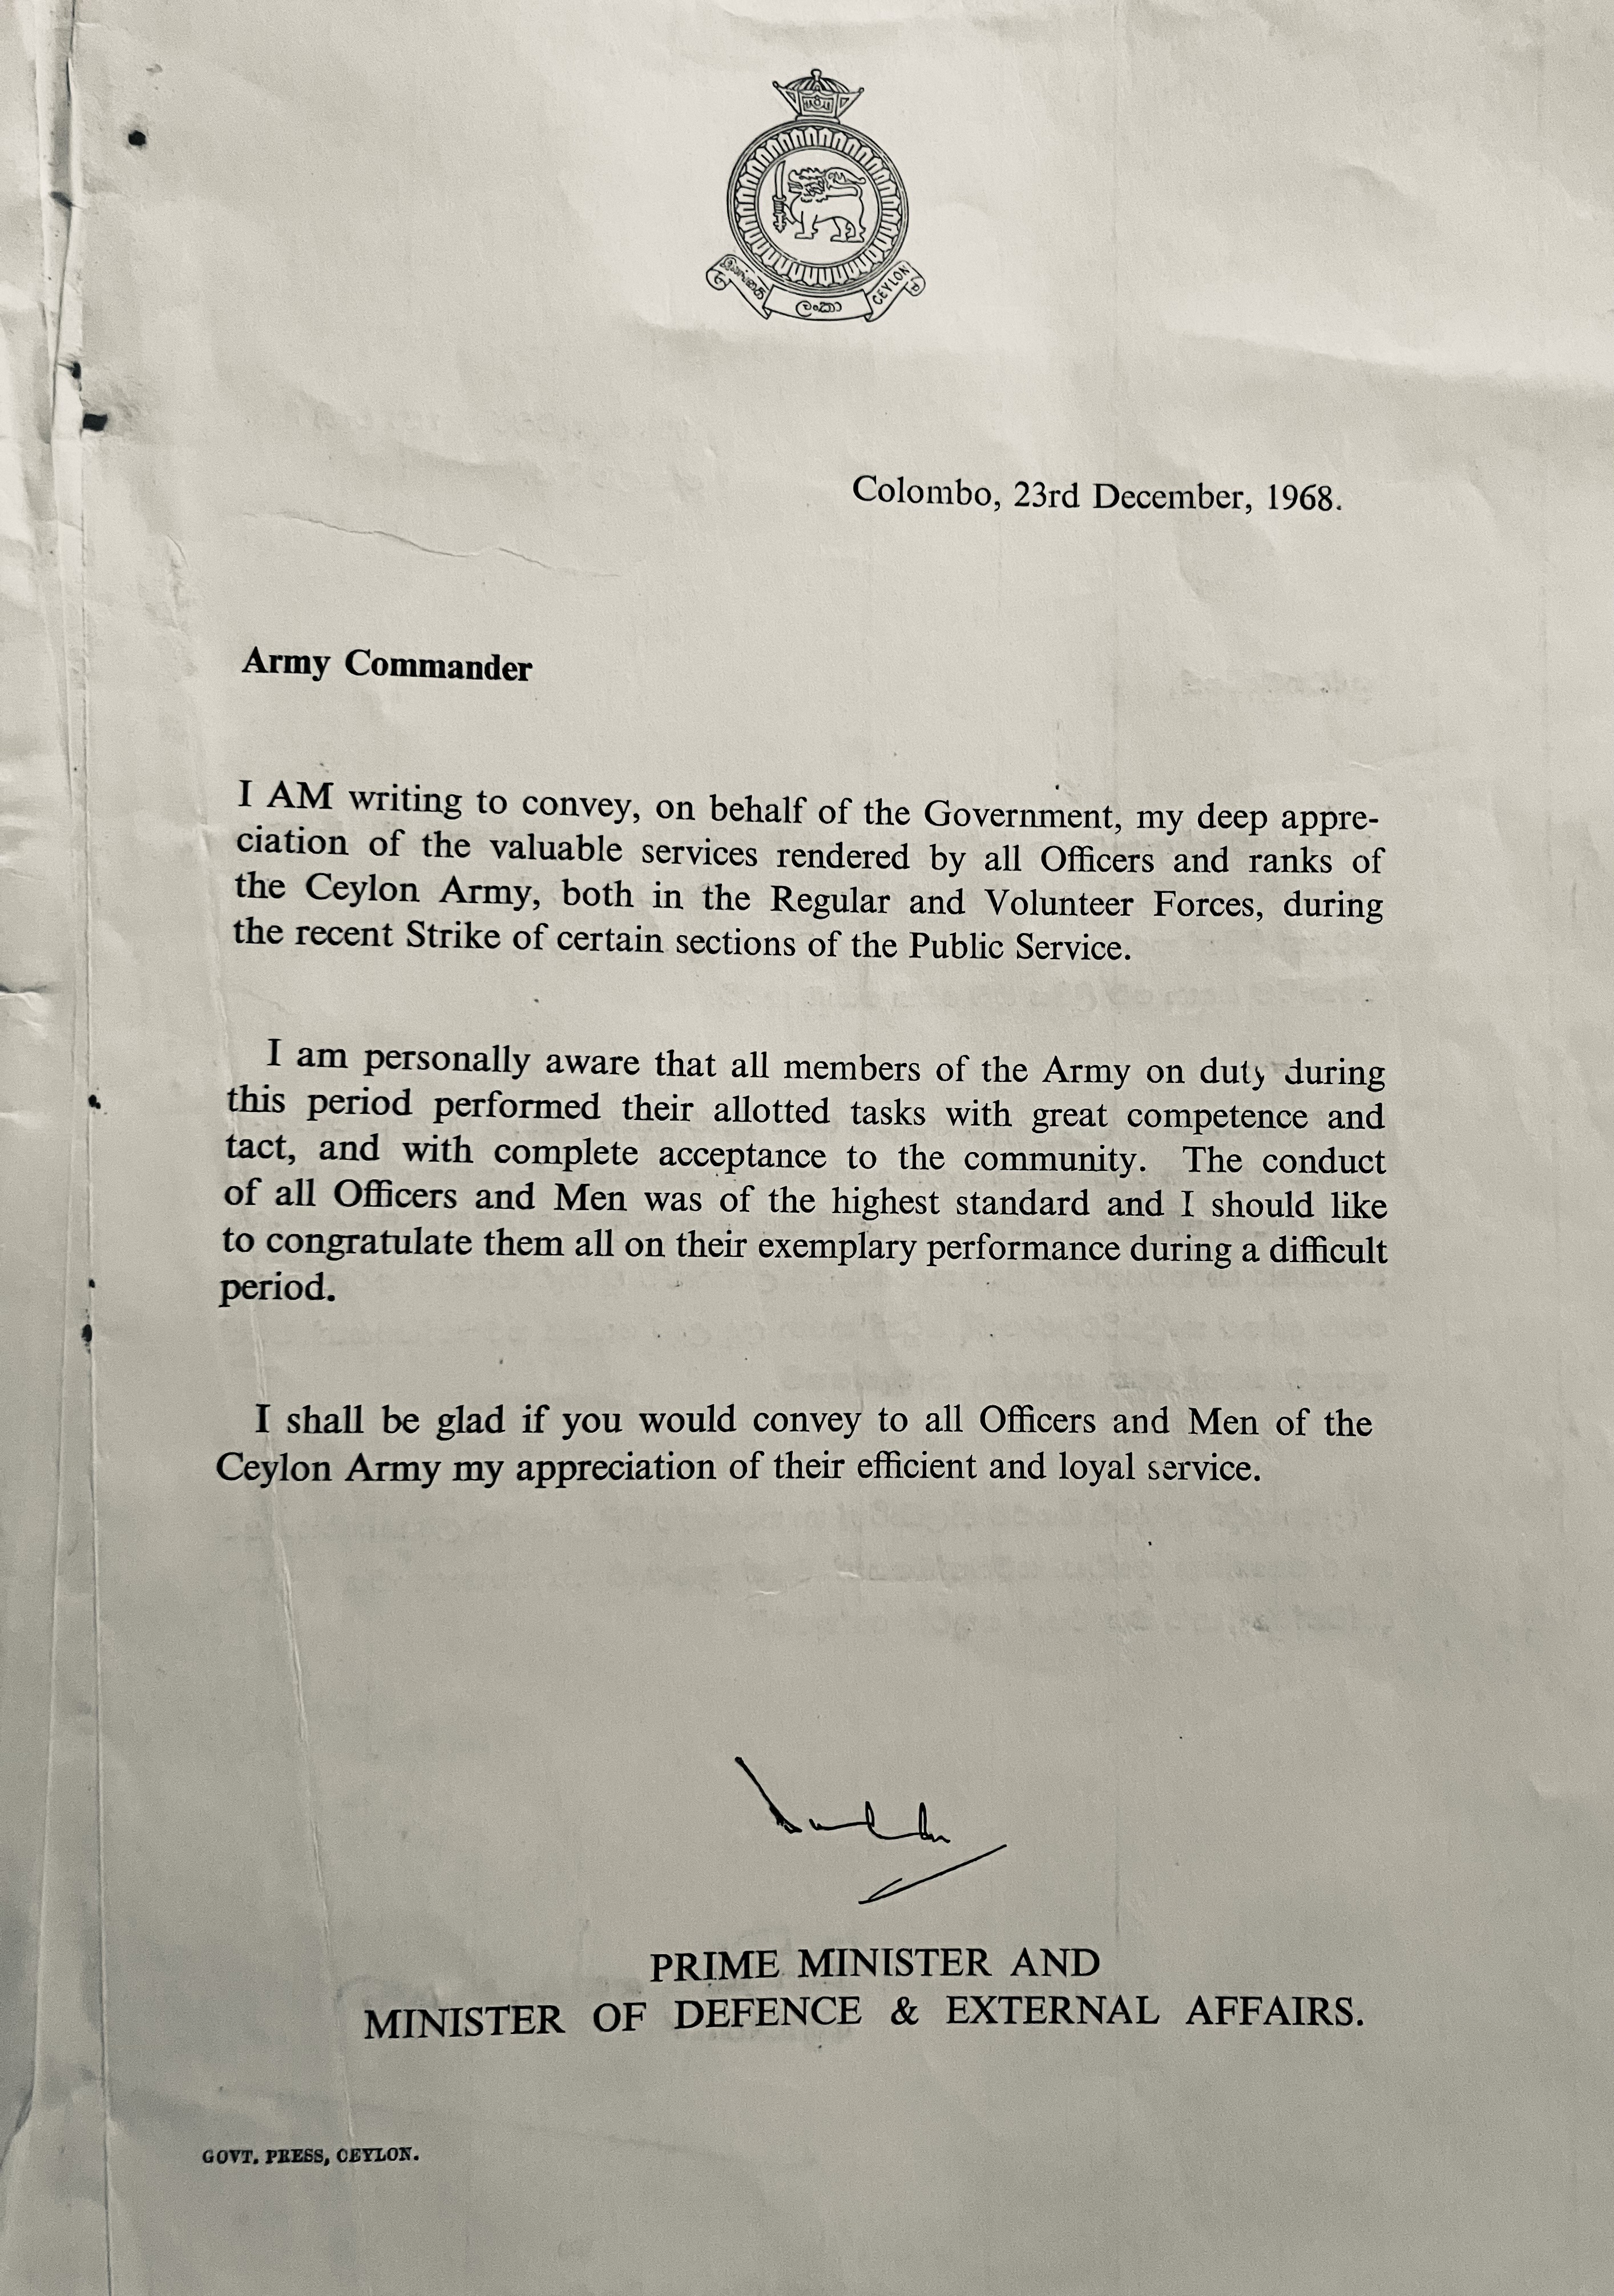 இலங்கை
ලංකා
CEYLON
Colombo, 23rd December, 1968.
Army Commander
I AM writing to convey, on behalf of the Government, my deep appre-
ciation of the valuable services rendered by all Officers and ranks of
the Ceylon Army, both in the Regular and Volunteer Forces, during
the recent Strike of certain sections of the Public Service.
I am personally aware that all members of the Army on duty during
this period performed their allotted tasks with great competence and
tact, and with complete acceptance to the community. The conduct
of all Officers and Men was of the highest standard and I should like
to congratulate them all on their exemplary performance during a difficult
period.
I shall be glad if you would convey to all Officers and Men of the
Ceylon Army my appreciation of their efficient and loyal service.
PRIME MINISTER AND
MINISTER OF DEFENCE & EXTERNAL AFFAIRS.
GOVT. PRESS, CEYLON.